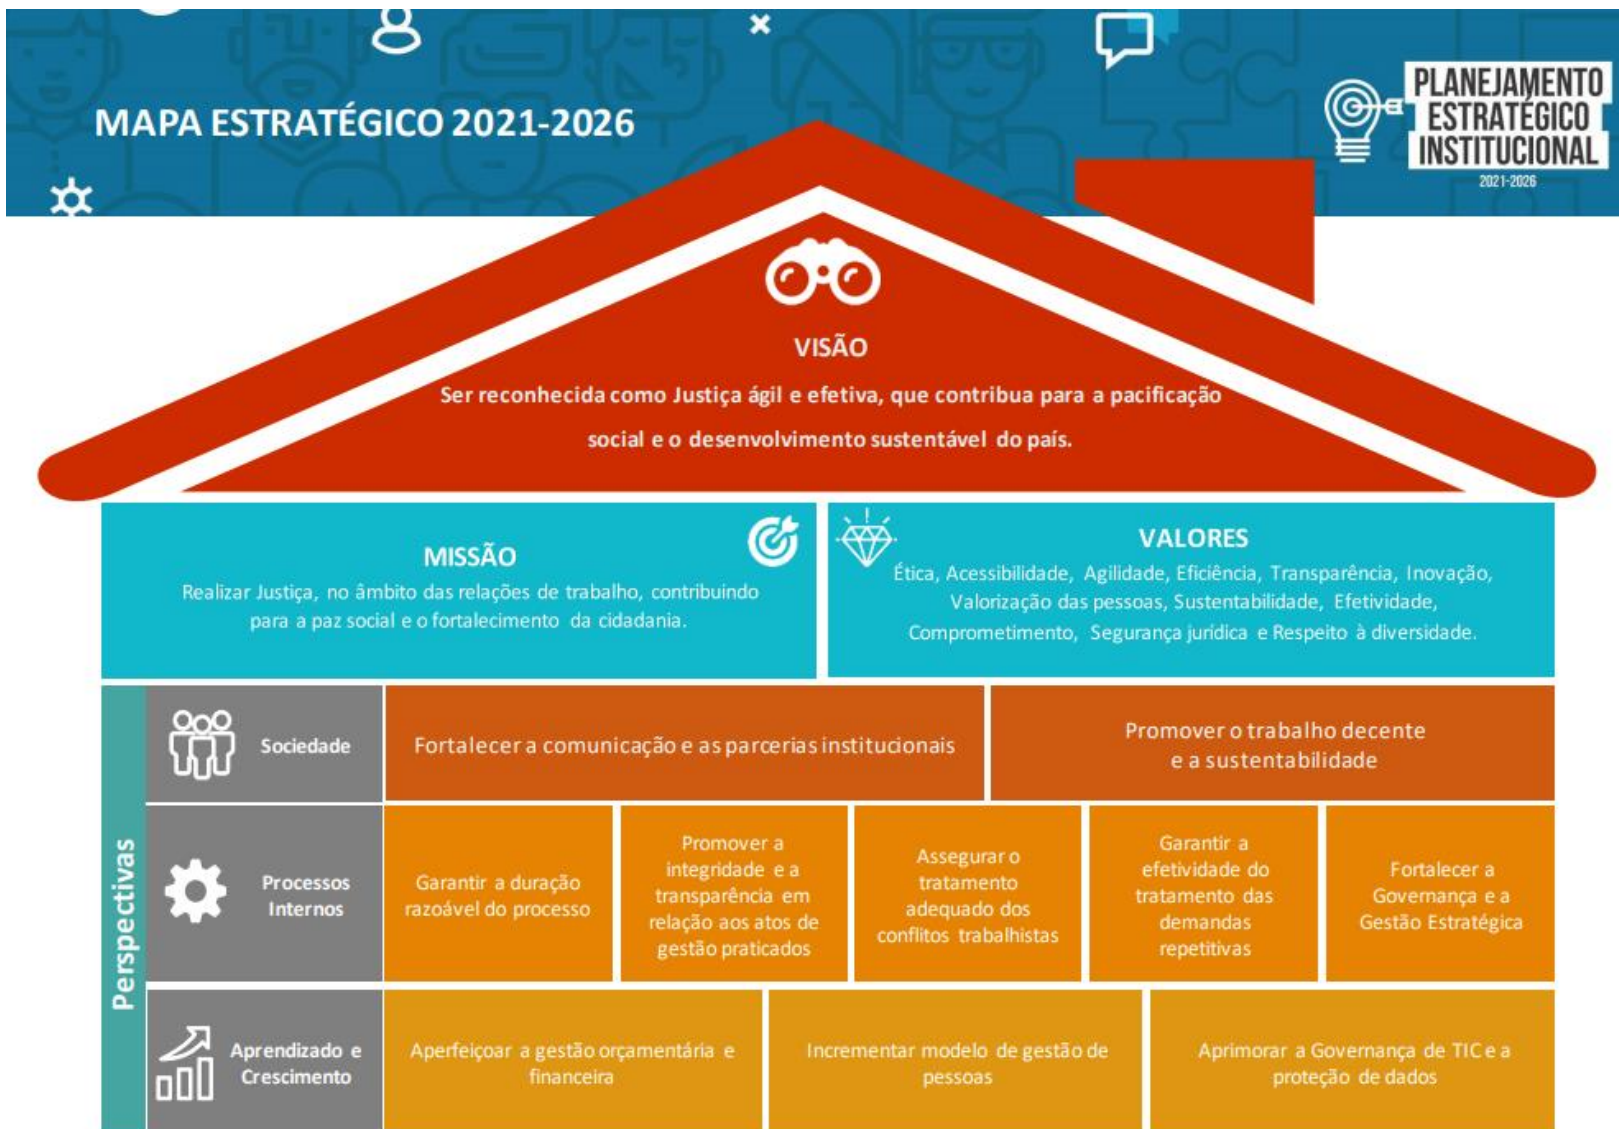 MAPA ESTRATÉGICO 2021-2026
PLANEJAMENTO
ESTRATÉGICO
INSTITUCIONAL
2021-2026
VISÃO
Ser reconhecida como Justiça ágil e efetiva, que contribua para a pacificação
social e o desenvolvimento sustentável do país.
MISSÃO
Realizar Justiça, no âmbito das relações de trabalho, contribuindo
para a paz social e o fortalecimento da cidadania.
VALORES
Ética, Acessibilidade, Agilidade, Eficiência, Transparência, Inovação,
Valorização das pessoas, Sustentabilidade, Efetividade,
Comprometimento, Segurança jurídica e Respeito à diversidade.
Perspectivas
Sociedade
Fortalecer a comunicação e as parcerias institucionais
Promover o trabalho decente
e a sustentabilidade
Processos
Internos
Garantir a duração
razoável do processo
Promover a
integridade e a
transparência em
relação aos atos de
gestão praticados
Assegurar o
tratamento
adequado dos
conflitos trabalhistas
Garantir a
efetividade do
tratamento das
demandas
repetitivas
Fortalecer a
Governança e a
Gestão Estratégica
Aprendizado e
Crescimento
Aperfeiçoar a gestão orçamentária e
financeira
Incrementar modelo de gestão de
pessoas
Aprimorar a Governança de TIC e a
proteção de dados